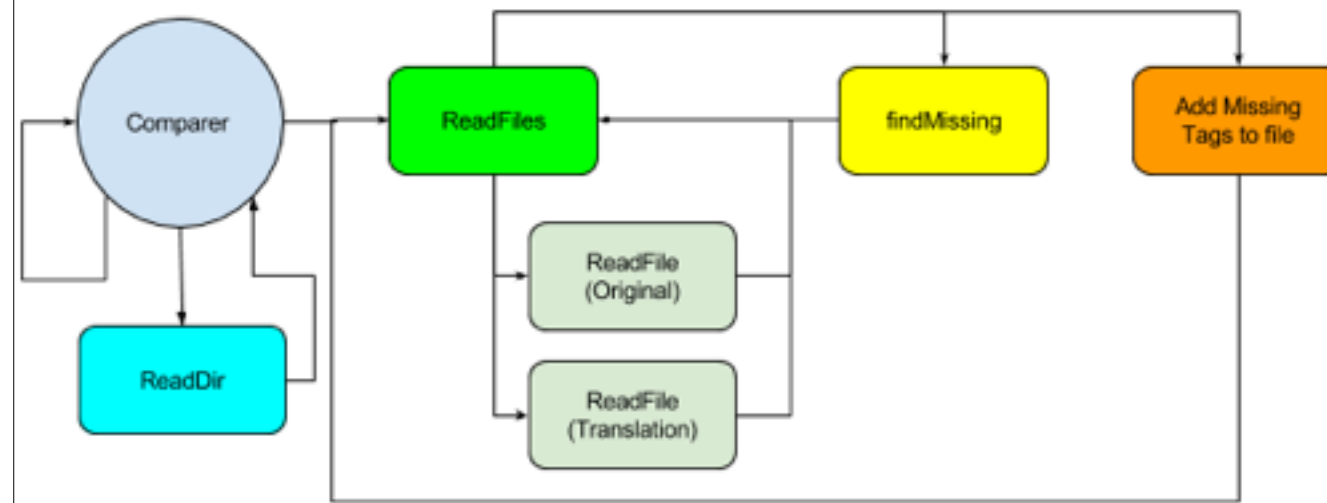 Comparer
ReadFiles
findMissing
Add Missing
Tags to file
ReadFile
(Original)
ReadDir
ReadFile
(Translation)